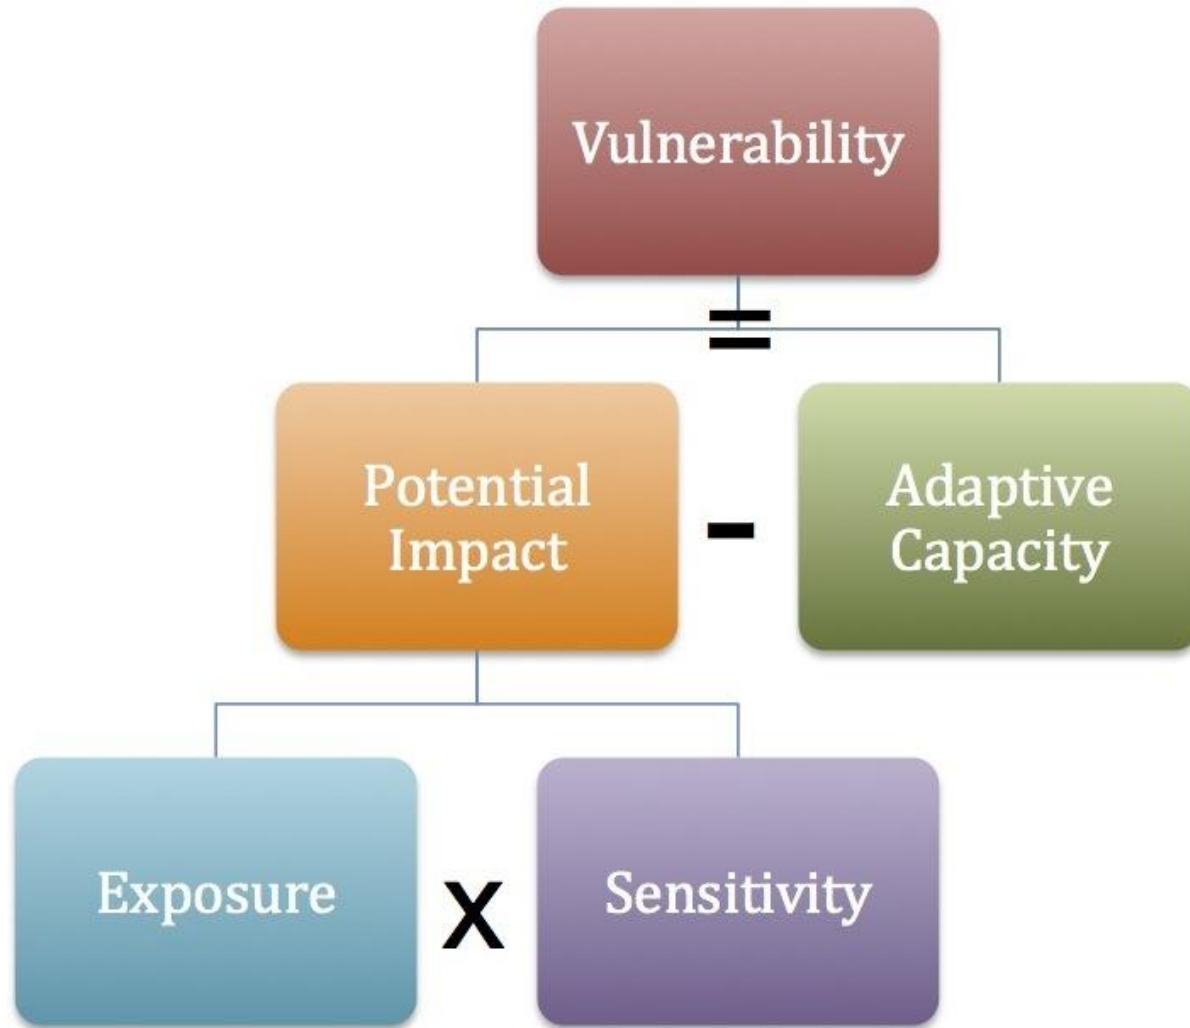 Vulnerability
=
Potential
Impact
-
Adaptive
Capacity
Exposure
X
Sensitivity